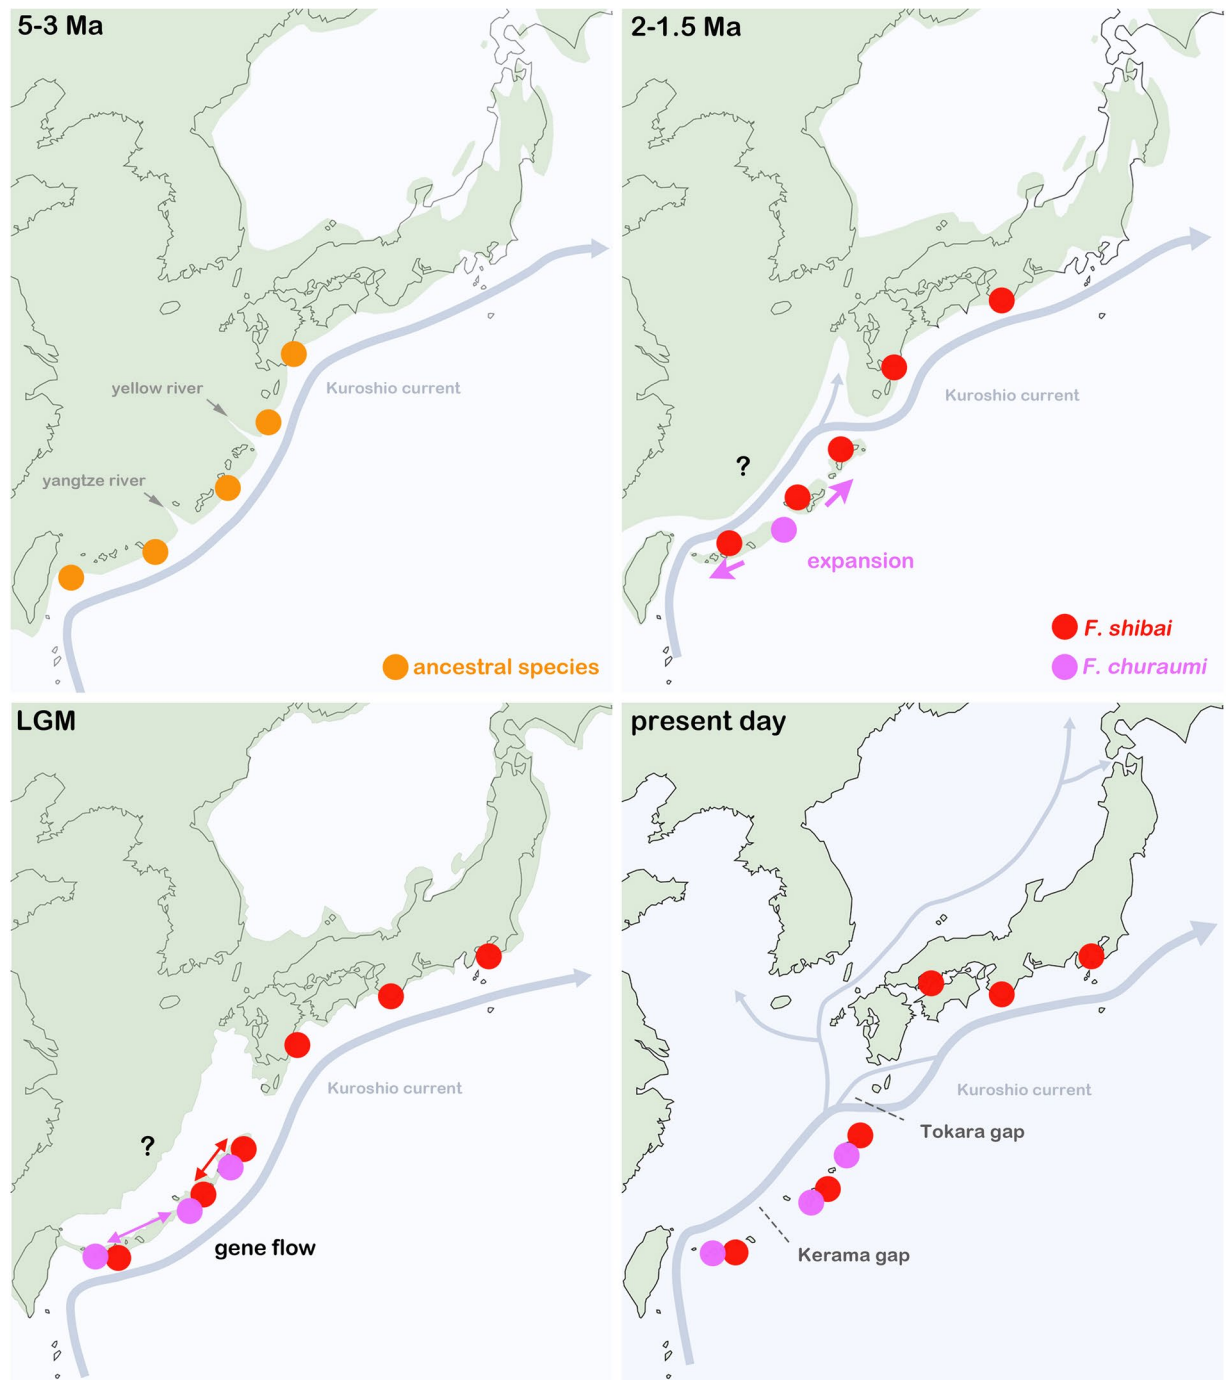 5-3 Ma
yellow river
Kuroshio current
yangtze river
ancestral species
2-1.5 Ma
Kuroshio current
?
expansion
F. shibai
F. churaumi
LGM
Kuroshio current
?
gene flow
present day
Kuroshio current
Tokara gap
Kerama gap